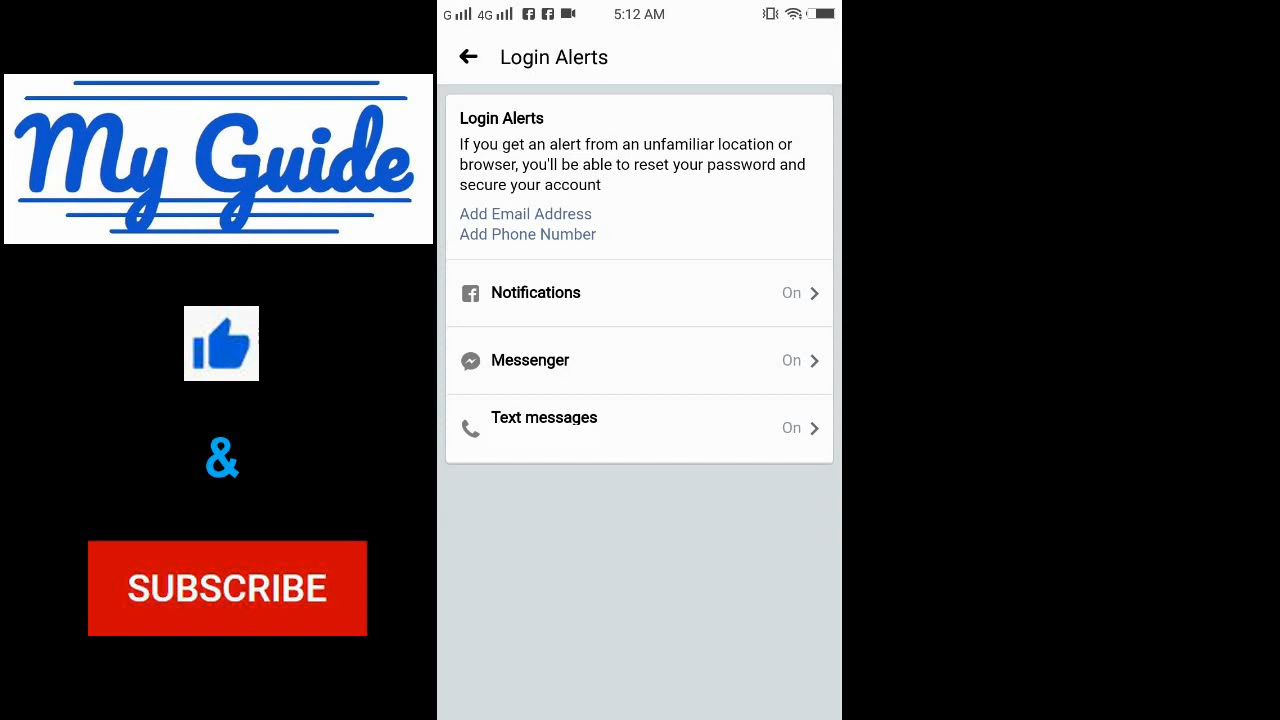 My Guide
&
SUBSCRIBE
G 4G 5:12 AM
Login Alerts
Login Alerts
If you get an alert from an unfamiliar location or
browser, you'll be able to reset your password and
secure your account
Add Email Address
Add Phone Number
Notifications On
Messenger On
Text messages On